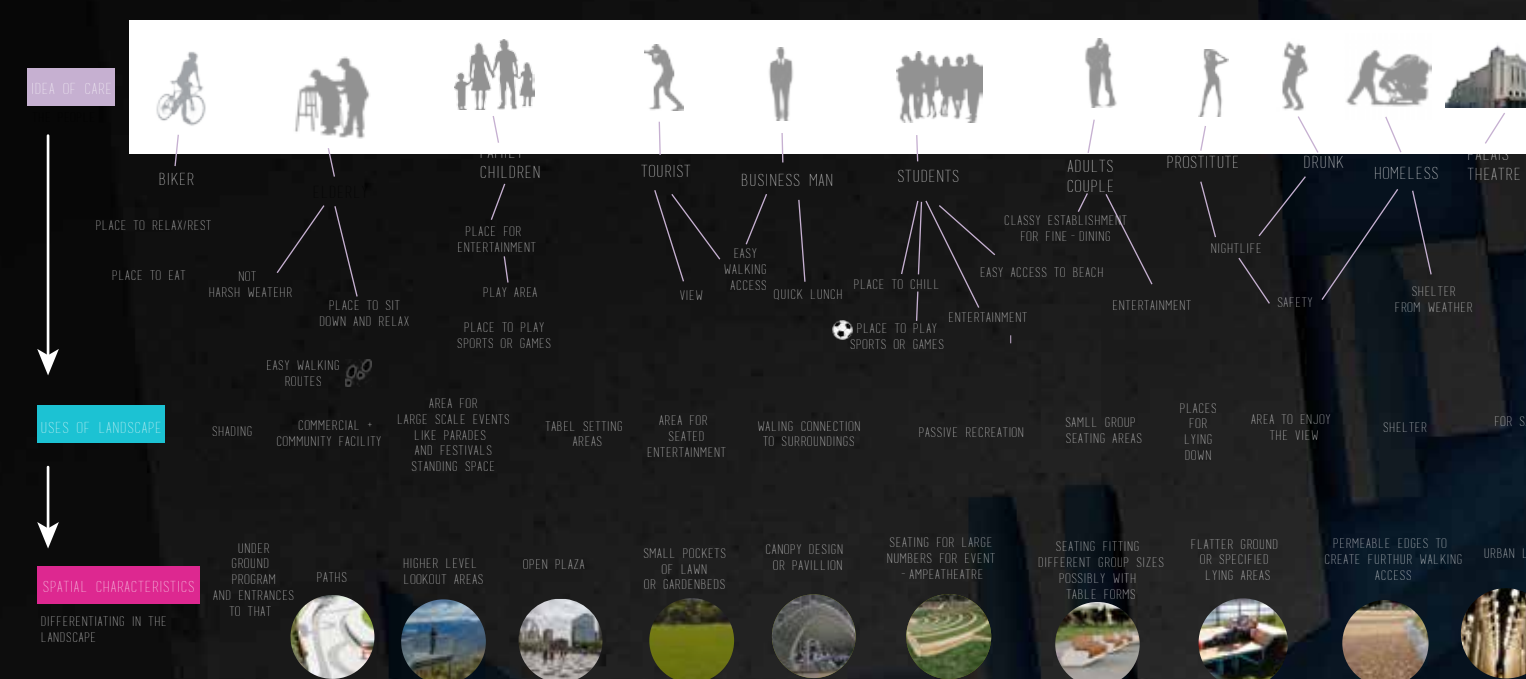 IDEA OF CARE
BIKER
ELDERLY
FAMILY
CHILDREN
TOURIST
BUSINESS MAN
STUDENTS
ADULTS
COUPLE
PROSTITUTE
DRUNK
HOMELESS
PALAIS
THEATRE
PLACE TO RELAX/REST
PLACE TO EAT
NOT
HARSH WEATEHR
PLACE TO SIT
DOWN AND RELAX
EASY WALKING
ROUTES
PLACE FOR
ENTERTAINMENT
PLAY AREA
PLACE TO PLAY
SPORTS OR GAMES
VIEW
EASY
WALKING
ACCESS
QUICK LUNCH
PLACE TO CHILL
PLACE TO PLAY
SPORTS OR GAMES
ENTERTAINMENT
EASY ACCESS TO BEACH
CLASSY ESTABLISHMENT
FOR FINE-DINING
ENTERTAINMENT
NIGHTLIFE
SAFETY
SHELTER
FROM WEATHER
USES OF LANDSCAPE
SHADING
COMMERCIAL +
COMMUNITY FACILITY
AREA FOR
LARGE SCALE EVENTS
LIKE PARADES
AND FESTIVALS
STANDING SPACE
TABEL SETTING
AREAS
AREA FOR
SEATED
ENTERTAINMENT
WALING CONNECTION
TO SURROUNDINGS
PASSIVE RECREATION
SAMLL GROUP
SEATING AREAS
PLACES
FOR
LYING
DOWN
AREA TO ENJOY
THE VIEW
SHELTER
FOR S
SPATIAL CHARACTERISTICS
DIFFERENTIATING IN THE
LANDSCAPE
UNDER
GROUND
PROGRAM
AND ENTRANCES
TO THAT
PATHS
HIGHER LEVEL
LOOKOUT AREAS
OPEN PLAZA
SMALL POCKETS
OF LAWN
OR GARDENBEDS
CANOPY DESIGN
OR PAVILLION
SEATING FOR LARGE
NUMBERS FOR EVENT
-AMPEATHEATRE
SEATING FITTING
DIFFERENT GROUP SIZES
POSSIBLY WITH
TABLE FORMS
FLATTER GROUND
OR SPECIFIED
LYING AREAS
PERMEABLE EDGES TO
CREATE FURTHUR WALKING
ACCESS
URBAN L